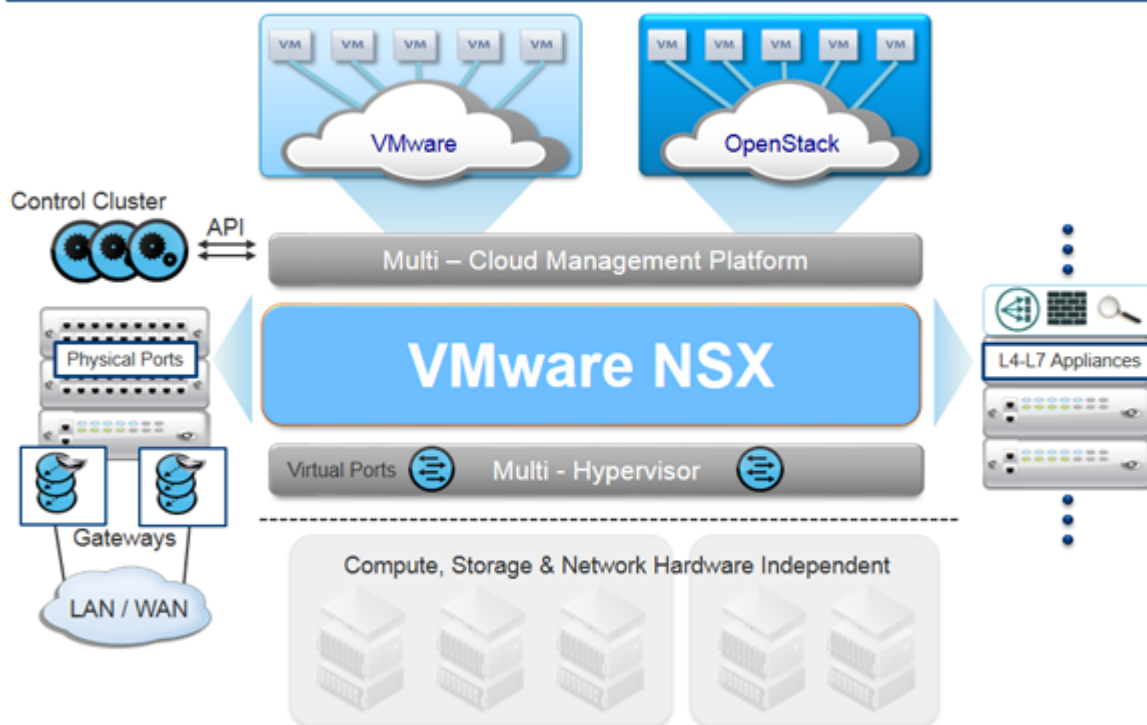 VM VM VM VM VM
VMware
VM VM VM VM VM
OpenStack
Control Cluster
API
Multi – Cloud Management Platform
Physical Ports
VMware NSX
L4-L7 Appliances
Virtual Ports
Multi - Hypervisor
Gateways
LAN / WAN
Compute, Storage & Network Hardware Independent